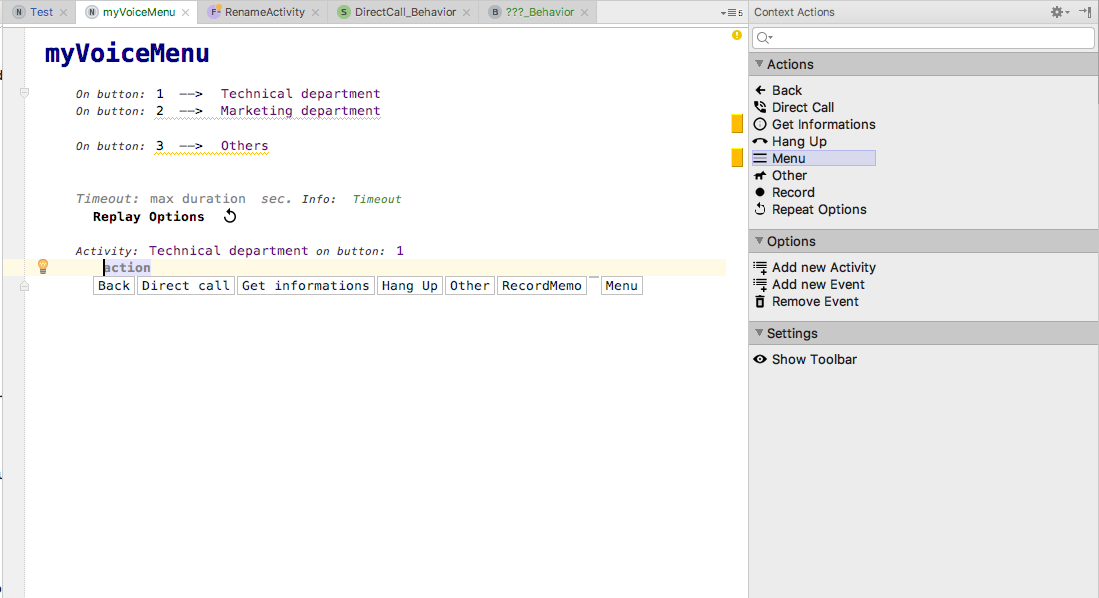 N Test
N myVoiceMenu
F RenameActivity
S DirectCall_Behavior
B ???_Behavior
5
Context Actions
myVoiceMenu
On button: 1 --> Technical department
On button: 2 --> Marketing department
On button: 3 --> Others
Timeout: max duration sec. Info: Timeout
Replay Options
Activity: Technical department on button: 1
action
Back Direct call Get informations Hang Up Other RecordMemo Menu
Actions
Back
Direct Call
Get Informations
Hang Up
Menu
Other
Record
Repeat Options
Options
Add new Activity
Add new Event
Remove Event
Settings
Show Toolbar